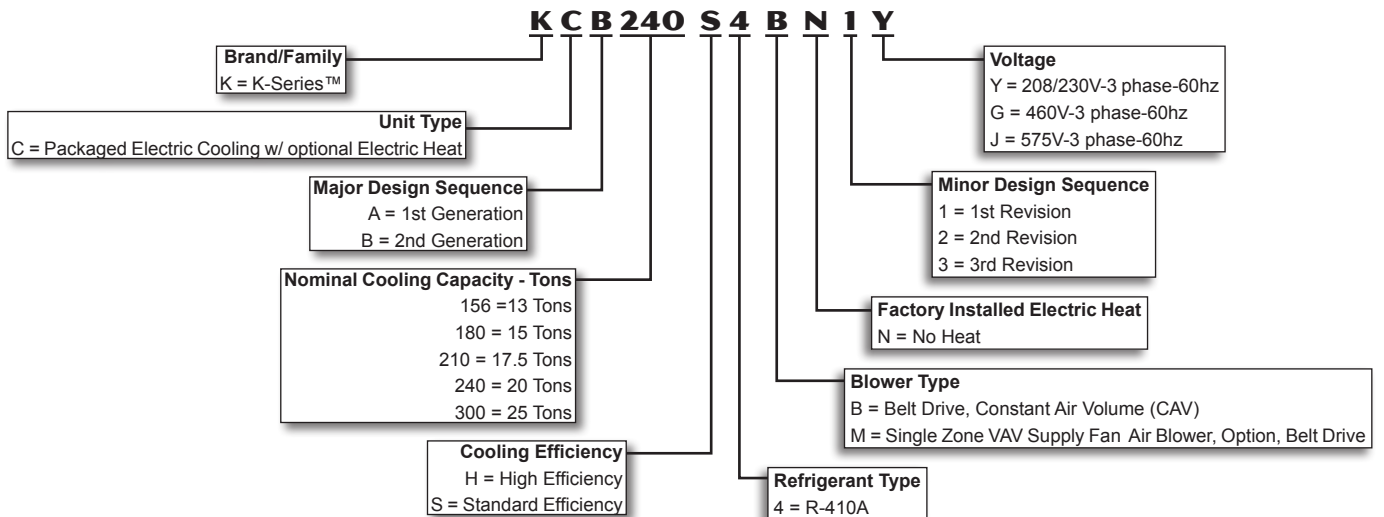 K C B 240 S 4 B N 1 Y
Brand/Family
K = K-Series™
Unit Type
C = Packaged Electric Cooling w/ optional Electric Heat
Major Design Sequence
A = 1st Generation
B = 2nd Generation
Nominal Cooling Capacity - Tons
156 =13 Tons
180 = 15 Tons
210 = 17.5 Tons
240 = 20 Tons
300 = 25 Tons
Cooling Efficiency
H = High Efficiency
S = Standard Efficiency
Voltage
Y = 208/230V-3 phase-60hz
G = 460V-3 phase-60hz
J = 575V-3 phase-60hz
Minor Design Sequence
1 = 1st Revision
2 = 2nd Revision
3 = 3rd Revision
Factory Installed Electric Heat
N = No Heat
Blower Type
B = Belt Drive, Constant Air Volume (CAV)
M = Single Zone VAV Supply Fan Air Blower, Option, Belt Drive
Refrigerant Type
4 = R-410A